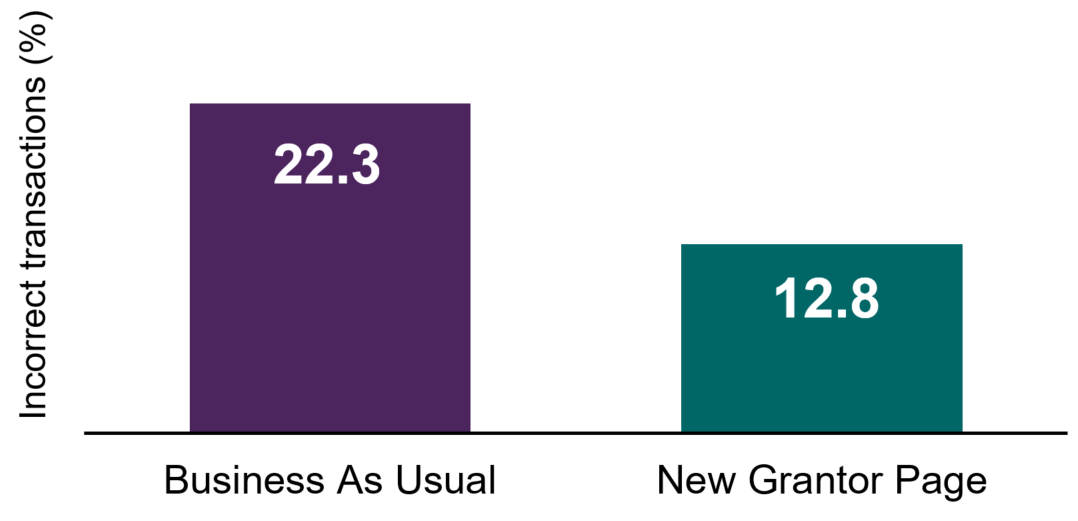 Incorrect transactions (%)
22.3
12.8
Business As Usual
New Grantor Page